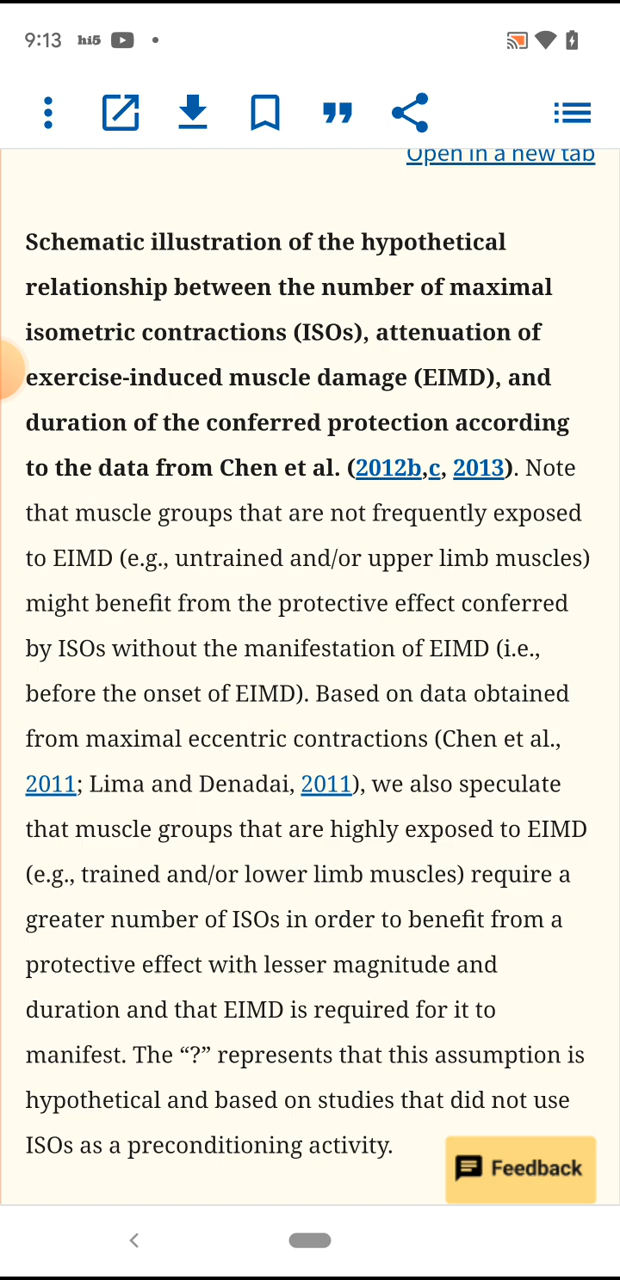 9:13 hi5
Open in a new tab
Schematic illustration of the hypothetical
relationship between the number of maximal
isometric contractions (ISOs), attenuation of
exercise-induced muscle damage (EIMD), and
duration of the conferred protection according
to the data from Chen et al. (2012b,c, 2013). Note
that muscle groups that are not frequently exposed
to EIMD (e.g., untrained and/or upper limb muscles)
might benefit from the protective effect conferred
by ISOs without the manifestation of EIMD (i.e.,
before the onset of EIMD). Based on data obtained
from maximal eccentric contractions (Chen et al.,
2011; Lima and Denadai, 2011), we also speculate
that muscle groups that are highly exposed to EIMD
(e.g., trained and/or lower limb muscles) require a
greater number of ISOs in order to benefit from a
protective effect with lesser magnitude and
duration and that EIMD is required for it to
manifest. The “?” represents that this assumption is
hypothetical and based on studies that did not use
ISOs as a preconditioning activity.
Feedback